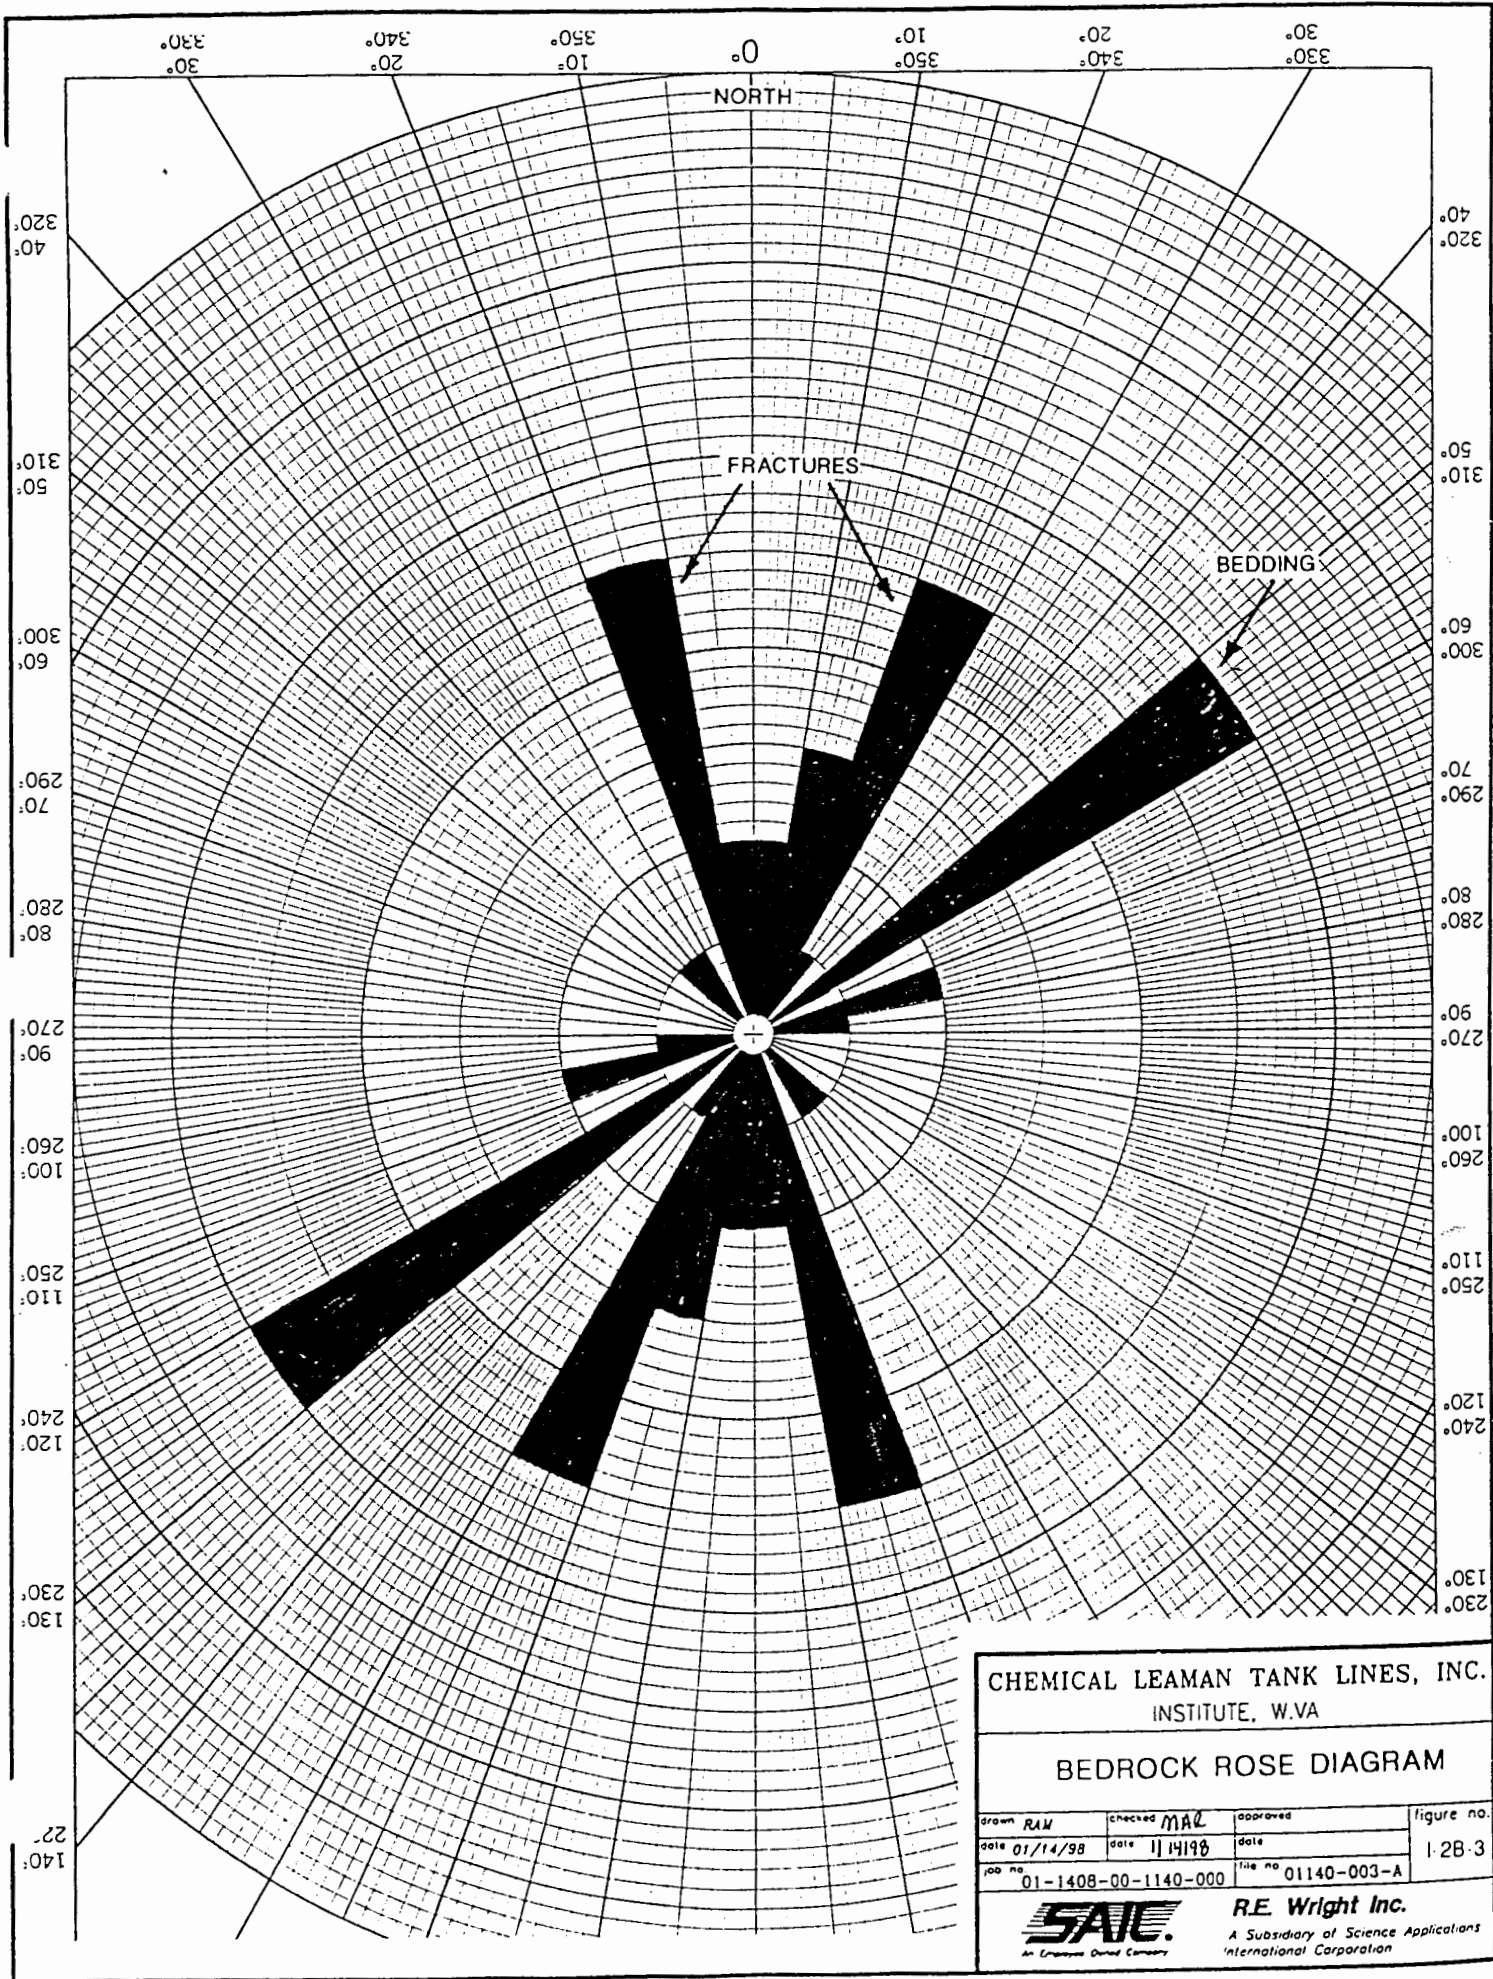 330° 340° 350° 0° 10° 20° 30°
30° 20° 10° 350° 340° 330°
NORTH
320°
40°
40°
320°
310°
50°
50°
310°
FRACTURES
BEDDING
300°
60°
60°
300°
290°
70°
70°
290°
280°
80°
80°
280°
270°
90°
90°
270°
260°
100°
100°
260°
250°
110°
110°
250°
240°
120°
120°
240°
230°
130°
130°
230°
140°
CHEMICAL LEAMAN TANK LINES, INC.
INSTITUTE, W.VA
BEDROCK ROSE DIAGRAM
drawn RAM checked MAR approved figure no.
date 01/14/98 date 1/14/98 date 1-2B-3
job no. 01-1408-00-1140-000 file no 01140-003-A
SAIC.
An Employee Owned Company
R.E. Wright Inc.
A Subsidiary of Science Applications
International Corporation